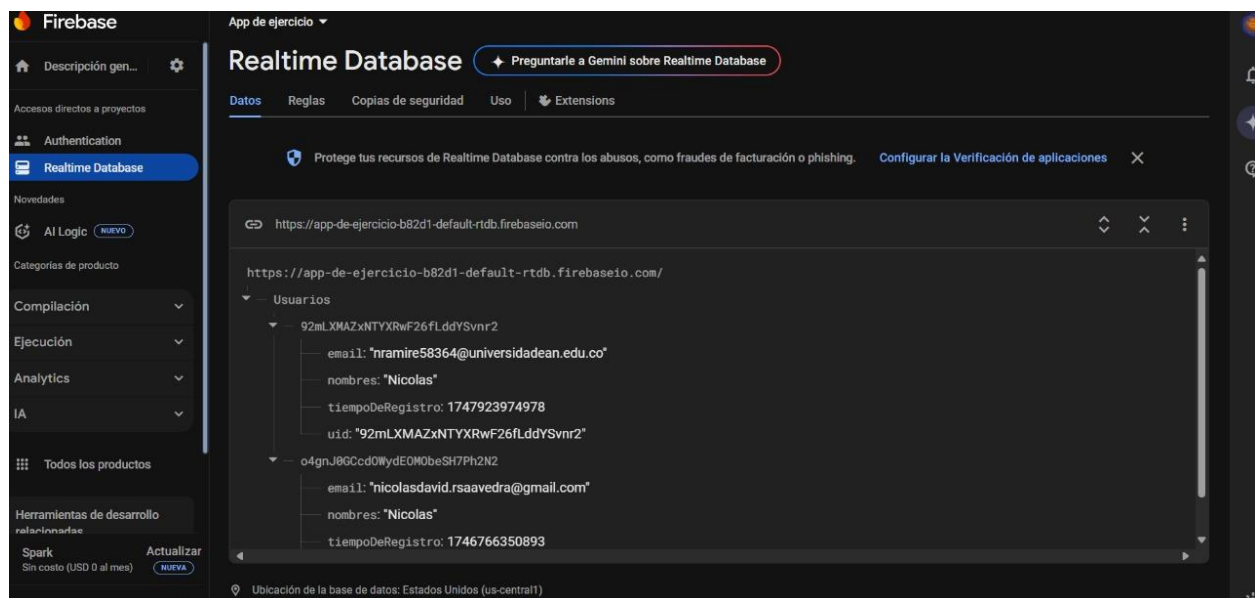 Firebase
Descripción gen...
Accesos directos a proyectos
Authentication
Realtime Database
Novedades
AI Logic NUEVO
Categorías de producto
Compilación
Ejecución
Analytics
IA
Todos los productos
Herramientas de desarrollo
relacionadas
Spark
Sin costo (USD 0 al mes)
Actualizar
NUEVA
App de ejercicio
Realtime Database
Preguntarle a Gemini sobre Realtime Database
Datos Reglas Copias de seguridad Uso Extensions
Protege tus recursos de Realtime Database contra los abusos, como fraudes de facturación o phishing. Configurar la Verificación de aplicaciones
https://app-de-ejercicio-b82d1-default-rtdb.firebaseio.com
https://app-de-ejercicio-b82d1-default-rtdb.firebaseio.com/
Usuarios
92mLXMAZxNTYXRwF26fLddYSvnr2
email: "nramire58364@universidadean.edu.co"
nombres: "Nicolas"
tiempoDeRegistro: 1747923974978
uid: "92mLXMAZxNTYXRwF26fLddYSvnr2"
o4gnJ0GCcdOWydEOMObeSH7Ph2N2
email: "nicolasdavid.rsaavedra@gmail.com"
nombres: "Nicolas"
tiempoDeRegistro: 1746766350893
Ubicación de la base de datos: Estados Unidos (us-central1)